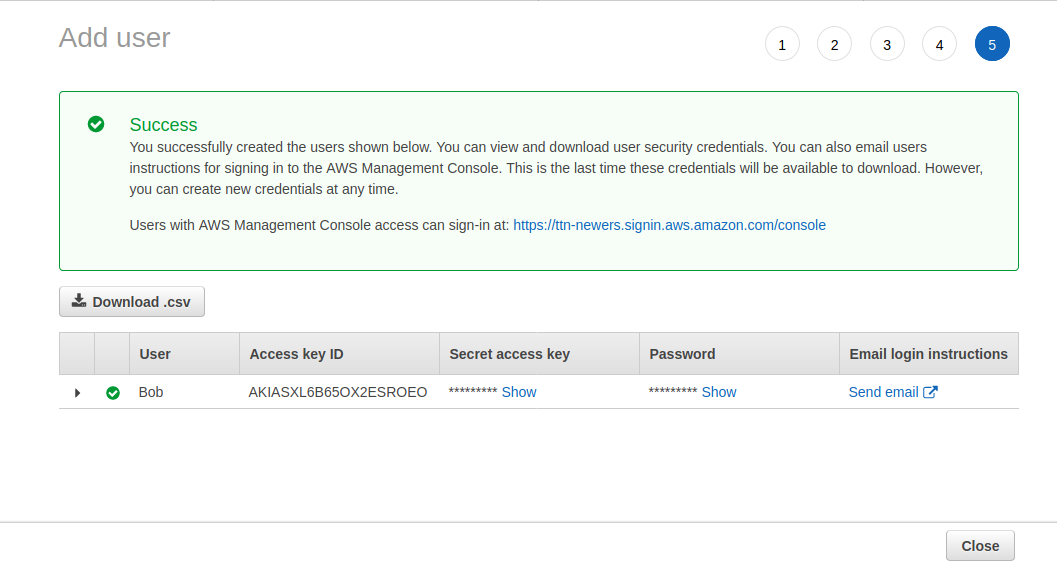 Add user
1 2 3 4 5
Success
You successfully created the users shown below. You can view and download user security credentials. You can also email users
instructions for signing in to the AWS Management Console. This is the last time these credentials will be available to download. However,
you can create new credentials at any time.
Users with AWS Management Console access can sign-in at: https://ttn-newers.signin.aws.amazon.com/console
Download .csv
User Access key ID Secret access key Password Email login instructions
Bob AKIASXL6B65OX2ESROEO ********* Show ********* Show Send email
Close